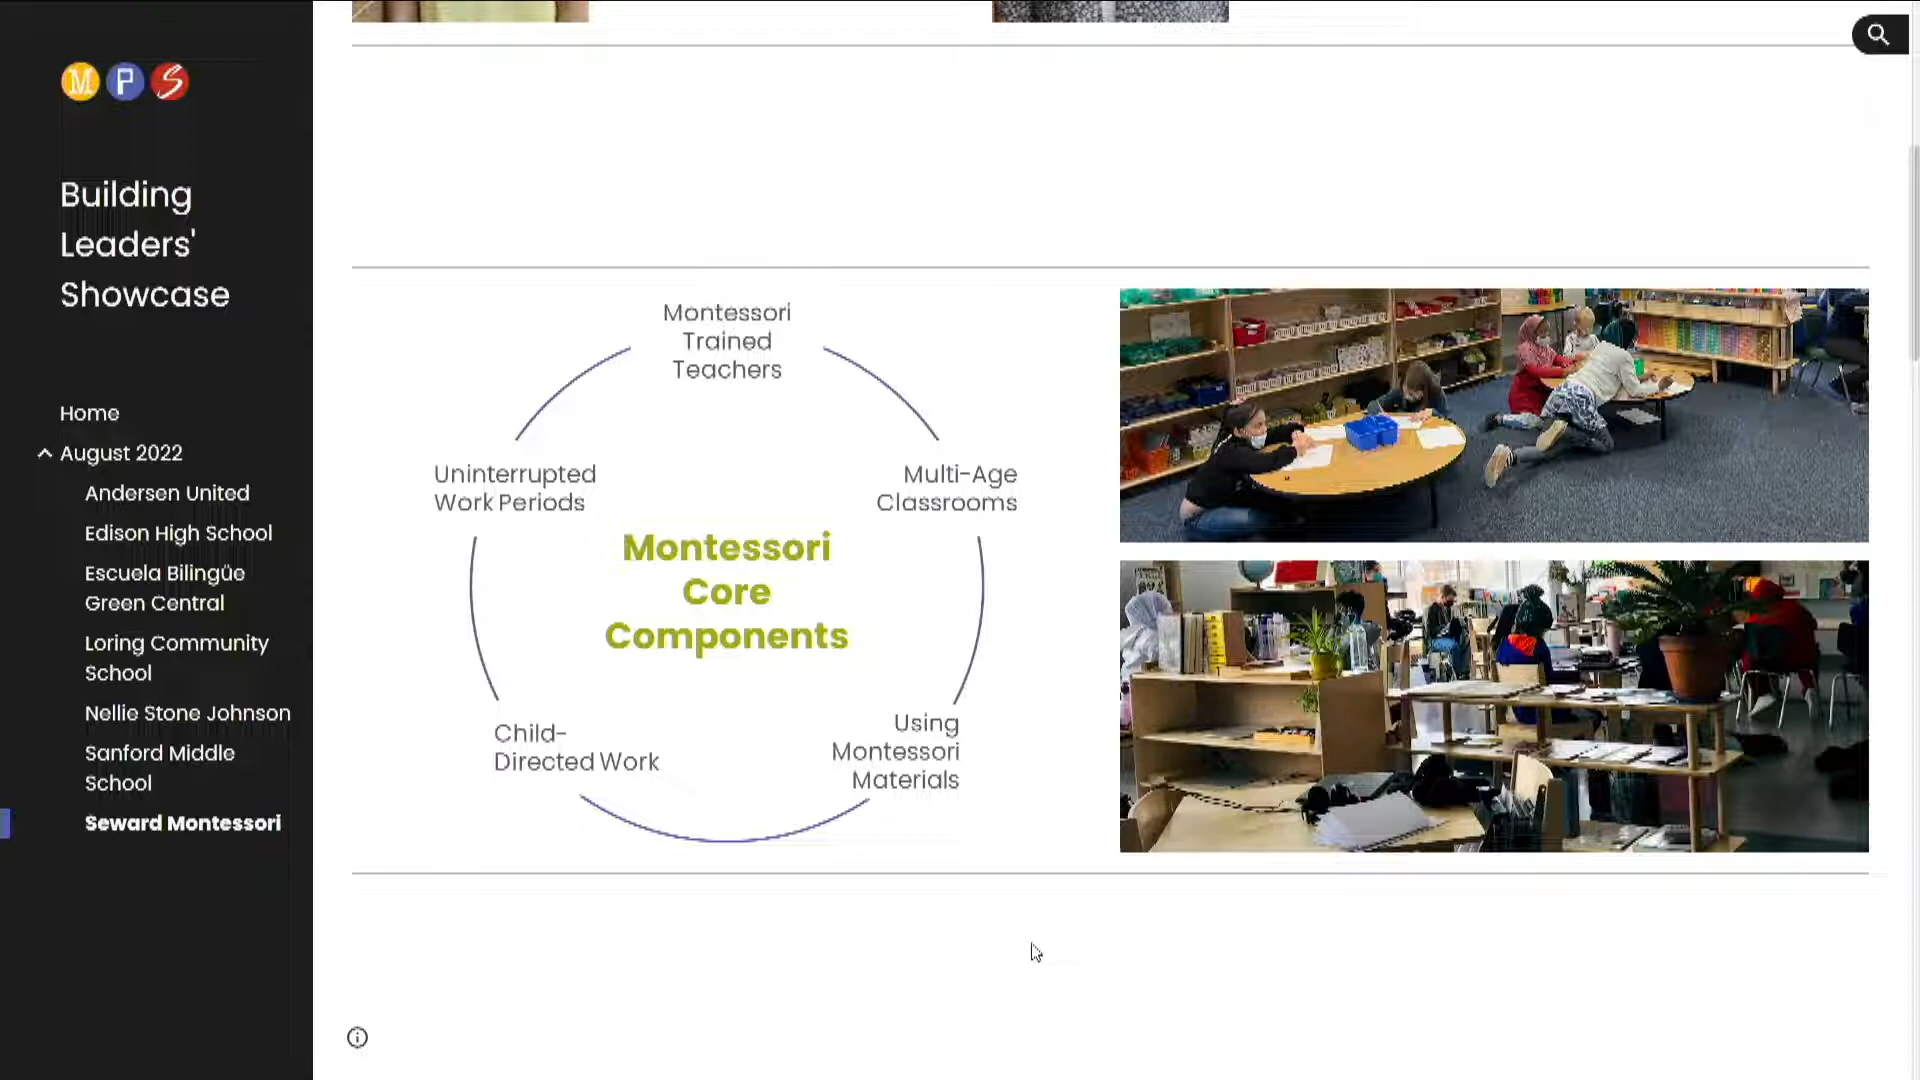 M P S
Building
Leaders'
Showcase
Home
August 2022
Andersen United
Edison High School
Escuela Bilingüe
Green Central
Loring Community
School
Nellie Stone Johnson
Sanford Middle
School
Seward Montessori
Montessori
Trained
Teachers
Uninterrupted
Work Periods
Multi-Age
Classrooms
Montessori
Core
Components
Child-
Directed Work
Using
Montessori
Materials